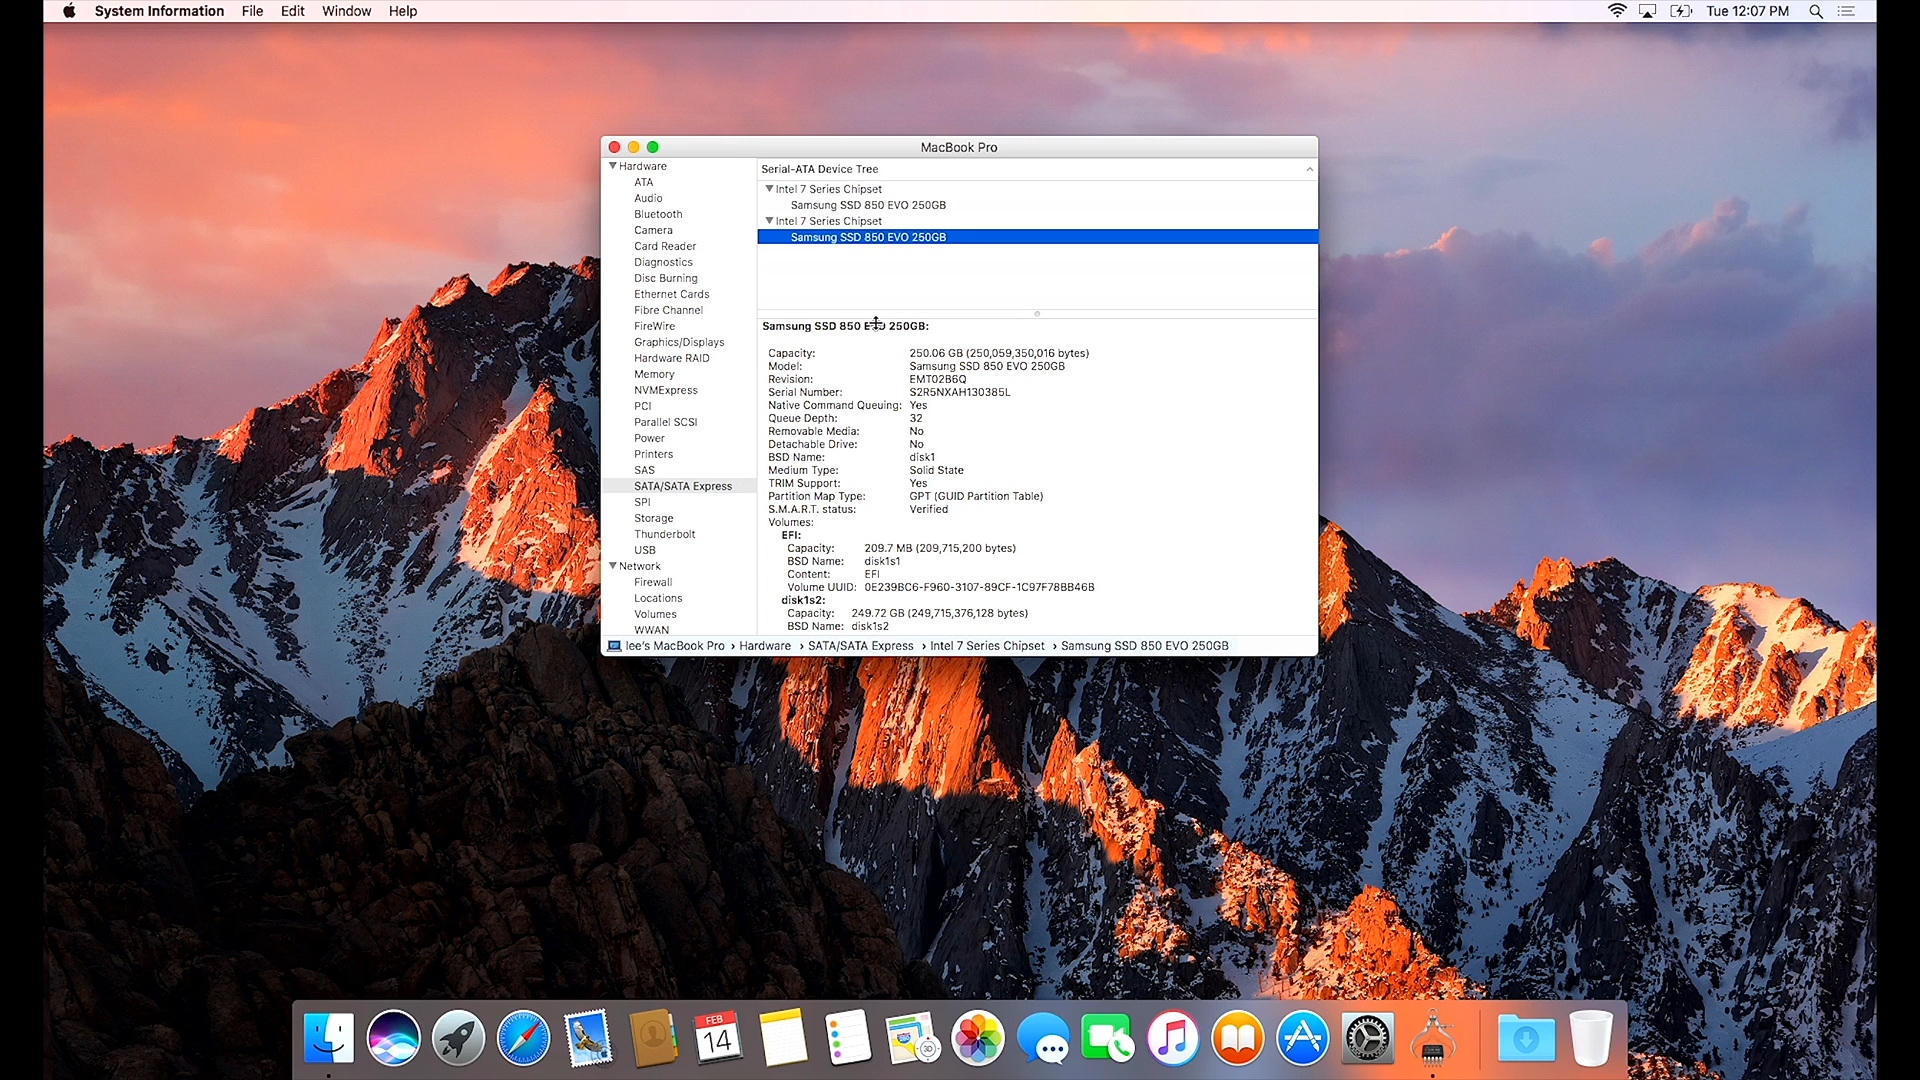 System Information File Edit Window Help Tue 12:07 PM
MacBook Pro
Hardware
ATA
Audio
Bluetooth
Camera
Card Reader
Diagnostics
Disc Burning
Ethernet Cards
Fibre Channel
FireWire
Graphics/Displays
Hardware RAID
Memory
NVMExpress
PCI
Parallel SCSI
Power
Printers
SAS
SATA/SATA Express
SPI
Storage
Thunderbolt
USB
Network
Firewall
Locations
Volumes
WWAN
Serial-ATA Device Tree
Intel 7 Series Chipset
Samsung SSD 850 EVO 250GB
Intel 7 Series Chipset
Samsung SSD 850 EVO 250GB
Samsung SSD 850 EVO 250GB:
Capacity: 250.06 GB (250,059,350,016 bytes)
Model: Samsung SSD 850 EVO 250GB
Revision: EMT02B6Q
Serial Number: S2R5NXAH130385L
Native Command Queuing: Yes
Queue Depth: 32
Removable Media: No
Detachable Drive: No
BSD Name: disk1
Medium Type: Solid State
TRIM Support: Yes
Partition Map Type: GPT (GUID Partition Table)
S.M.A.R.T. status: Verified
Volumes:
EFI:
Capacity: 209.7 MB (209,715,200 bytes)
BSD Name: disk1s1
Content: EFI
Volume UUID: 0E239BC6-F960-3107-89CF-1C97F78BB46B
disk1s2:
Capacity: 249.72 GB (249,715,376,128 bytes)
BSD Name: disk1s2
lee's MacBook Pro › Hardware › SATA/SATA Express › Intel 7 Series Chipset › Samsung SSD 850 EVO 250GB
FEB
14
3D